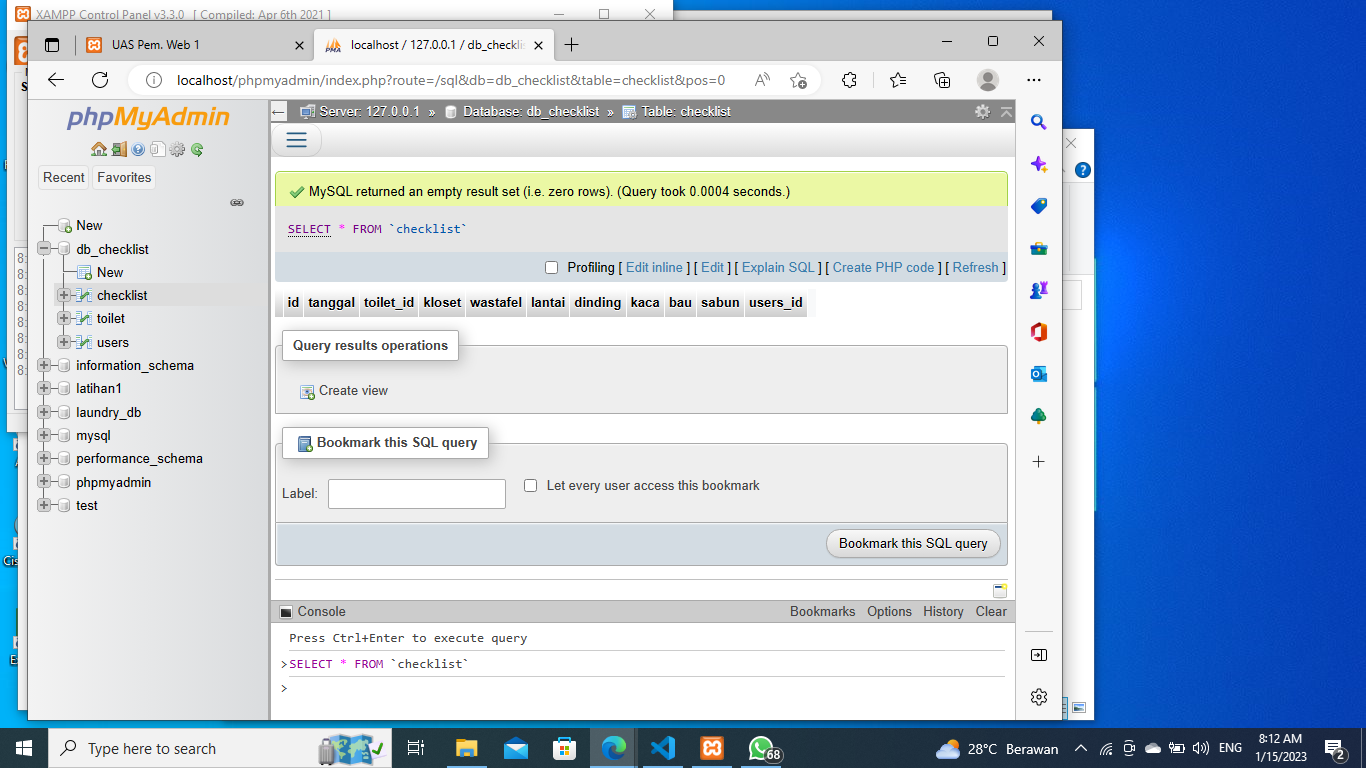 XAMPP Control Panel v3.3.0 [ Compiled: Apr 6th 2021 ]
UAS Pem. Web 1
localhost / 127.0.0.1 / db_checklis
localhost/phpmyadmin/index.php?route=/sql&db=db_checklist&table=checklist&pos=0
phpMyAdmin
Recent
Favorites
New
db_checklist
New
checklist
toilet
users
information_schema
latihan1
laundry_db
mysql
performance_schema
phpmyadmin
test
Server: 127.0.0.1 » Database: db_checklist » Table: checklist
MySQL returned an empty result set (i.e. zero rows). (Query took 0.0004 seconds.)
SELECT * FROM `checklist`
Profiling [ Edit inline ] [ Edit ] [ Explain SQL ] [ Create PHP code ] [ Refresh ]
id tanggal toilet_id kloset wastafel lantai dinding kaca bau sabun users_id
Query results operations
Create view
Bookmark this SQL query
Label:
Let every user access this bookmark
Bookmark this SQL query
Console
Bookmarks Options History Clear
Press Ctrl+Enter to execute query
>SELECT * FROM `checklist`
>
Type here to search
68
28°C Berawan
ENG
8:12 AM
1/15/2023
2